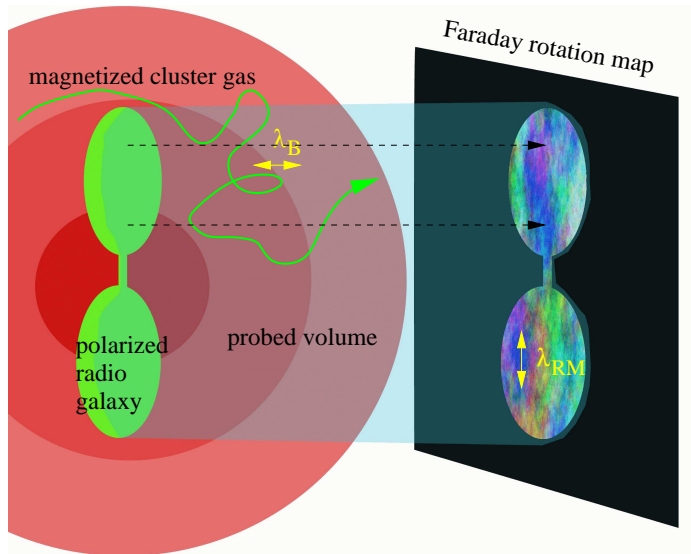 Faraday rotation map
magnetized cluster gas
λB
probed volume
polarized
radio
galaxy
λRM